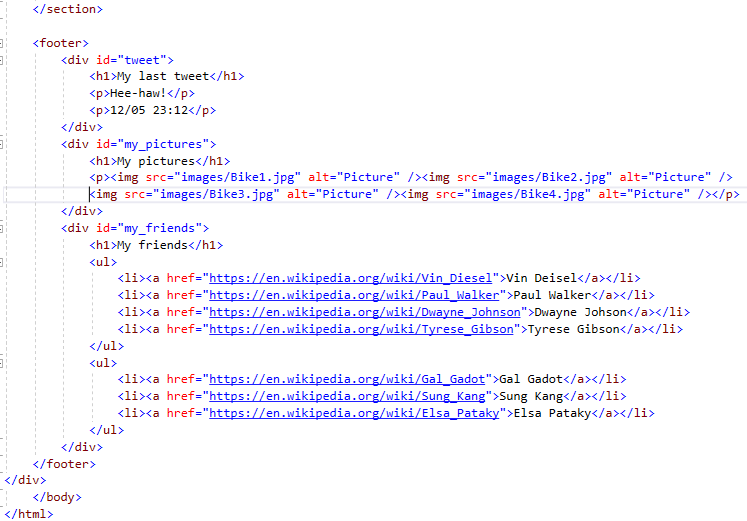 </section>
<footer>
<div id="tweet">
<h1>My last tweet</h1>
<p>Hee-haw!</p>
<p>12/05 23:12</p>
</div>
<div id="my_pictures">
<h1>My pictures</h1>
<p><img src="images/Bike1.jpg" alt="Picture" /><img src="images/Bike2.jpg" alt="Picture" />
<img src="images/Bike3.jpg" alt="Picture" /><img src="images/Bike4.jpg" alt="Picture" /></p>
</div>
<div id="my_friends">
<h1>My friends</h1>
<ul>
<li><a href="https://en.wikipedia.org/wiki/Vin_Diesel">Vin Deisel</a></li>
<li><a href="https://en.wikipedia.org/wiki/Paul_Walker">Paul Walker</a></li>
<li><a href="https://en.wikipedia.org/wiki/Dwayne_Johnson">Dwayne Johson</a></li>
<li><a href="https://en.wikipedia.org/wiki/Tyrese_Gibson">Tyrese Gibson</a></li>
</ul>
<ul>
<li><a href="https://en.wikipedia.org/wiki/Gal_Gadot">Gal Gadot</a></li>
<li><a href="https://en.wikipedia.org/wiki/Sung_Kang">Sung Kang</a></li>
<li><a href="https://en.wikipedia.org/wiki/Elsa_Pataky">Elsa Pataky</a></li>
</ul>
</div>
</footer>
</div>
</body>
</html>